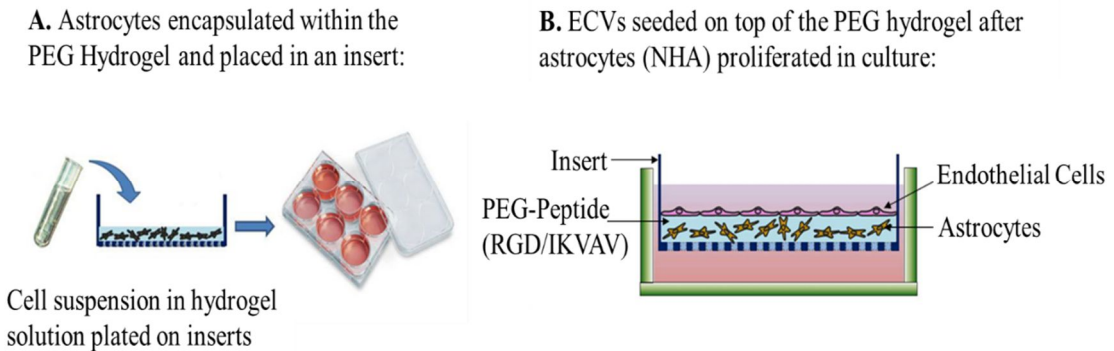 A. Astrocytes encapsulated within the
PEG Hydrogel and placed in an insert:
Cell suspension in hydrogel
solution plated on inserts
B. ECVs seeded on top of the PEG hydrogel after
astrocytes (NHA) proliferated in culture:
Insert
PEG-Peptide
(RGD/IKVAV)
Endothelial Cells
Astrocytes